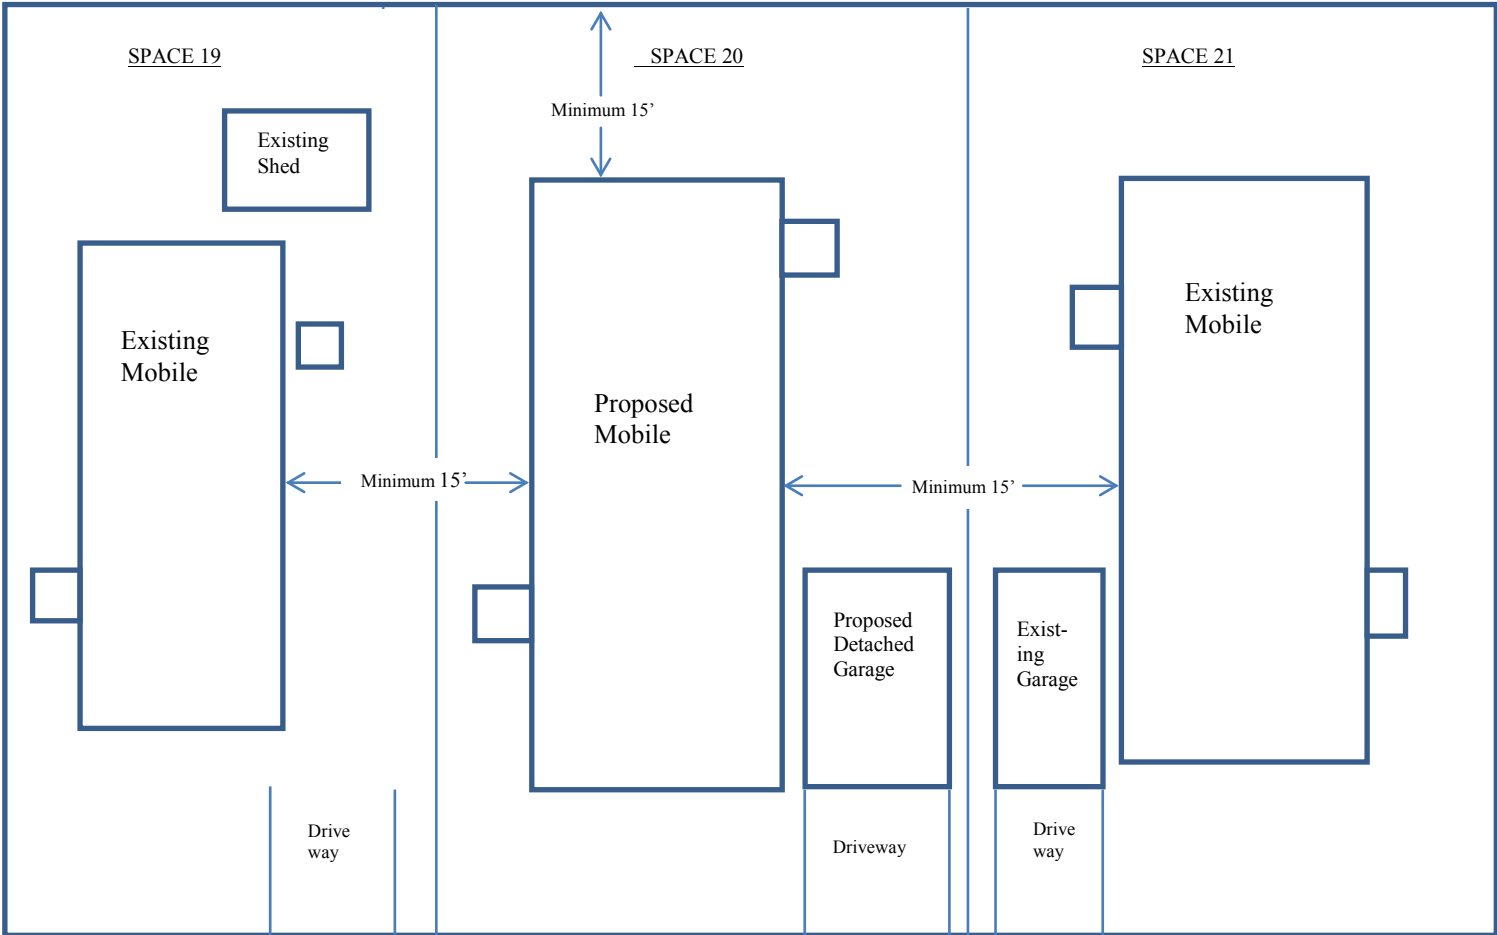 SPACE 19
SPACE 20
SPACE 21
Minimum 15’
Existing
Shed
Existing
Mobile
Existing
Mobile
Proposed
Mobile
Minimum 15’
Minimum 15’
Proposed
Detached
Garage
Exist-
ing
Garage
Drive
way
Driveway
Drive
way